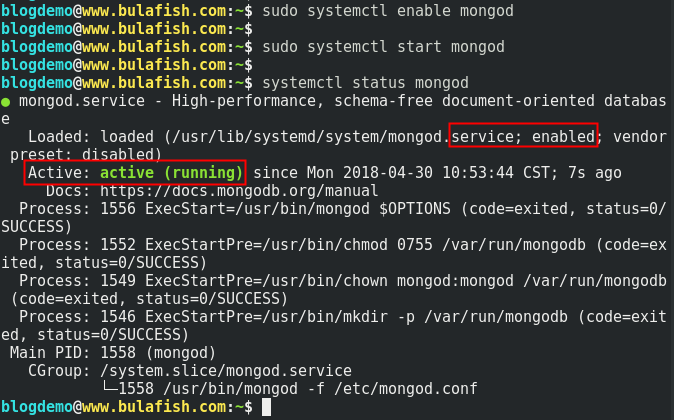 blogdemo@www.bulafish.com:~$ sudo systemctl enable mongod
blogdemo@www.bulafish.com:~$
blogdemo@www.bulafish.com:~$ sudo systemctl start mongod
blogdemo@www.bulafish.com:~$
blogdemo@www.bulafish.com:~$ systemctl status mongod
● mongod.service - High-performance, schema-free document-oriented databas
e
   Loaded: loaded (/usr/lib/systemd/system/mongod.service; enabled; vendor
 preset: disabled)
   Active: active (running) since Mon 2018-04-30 10:53:44 CST; 7s ago
     Docs: https://docs.mongodb.org/manual
  Process: 1556 ExecStart=/usr/bin/mongod $OPTIONS (code=exited, status=0/
SUCCESS)
  Process: 1552 ExecStartPre=/usr/bin/chmod 0755 /var/run/mongodb (code=ex
ited, status=0/SUCCESS)
  Process: 1549 ExecStartPre=/usr/bin/chown mongod:mongod /var/run/mongodb
 (code=exited, status=0/SUCCESS)
  Process: 1546 ExecStartPre=/usr/bin/mkdir -p /var/run/mongodb (code=exit
ed, status=0/SUCCESS)
 Main PID: 1558 (mongod)
   CGroup: /system.slice/mongod.service
           └─1558 /usr/bin/mongod -f /etc/mongod.conf
blogdemo@www.bulafish.com:~$